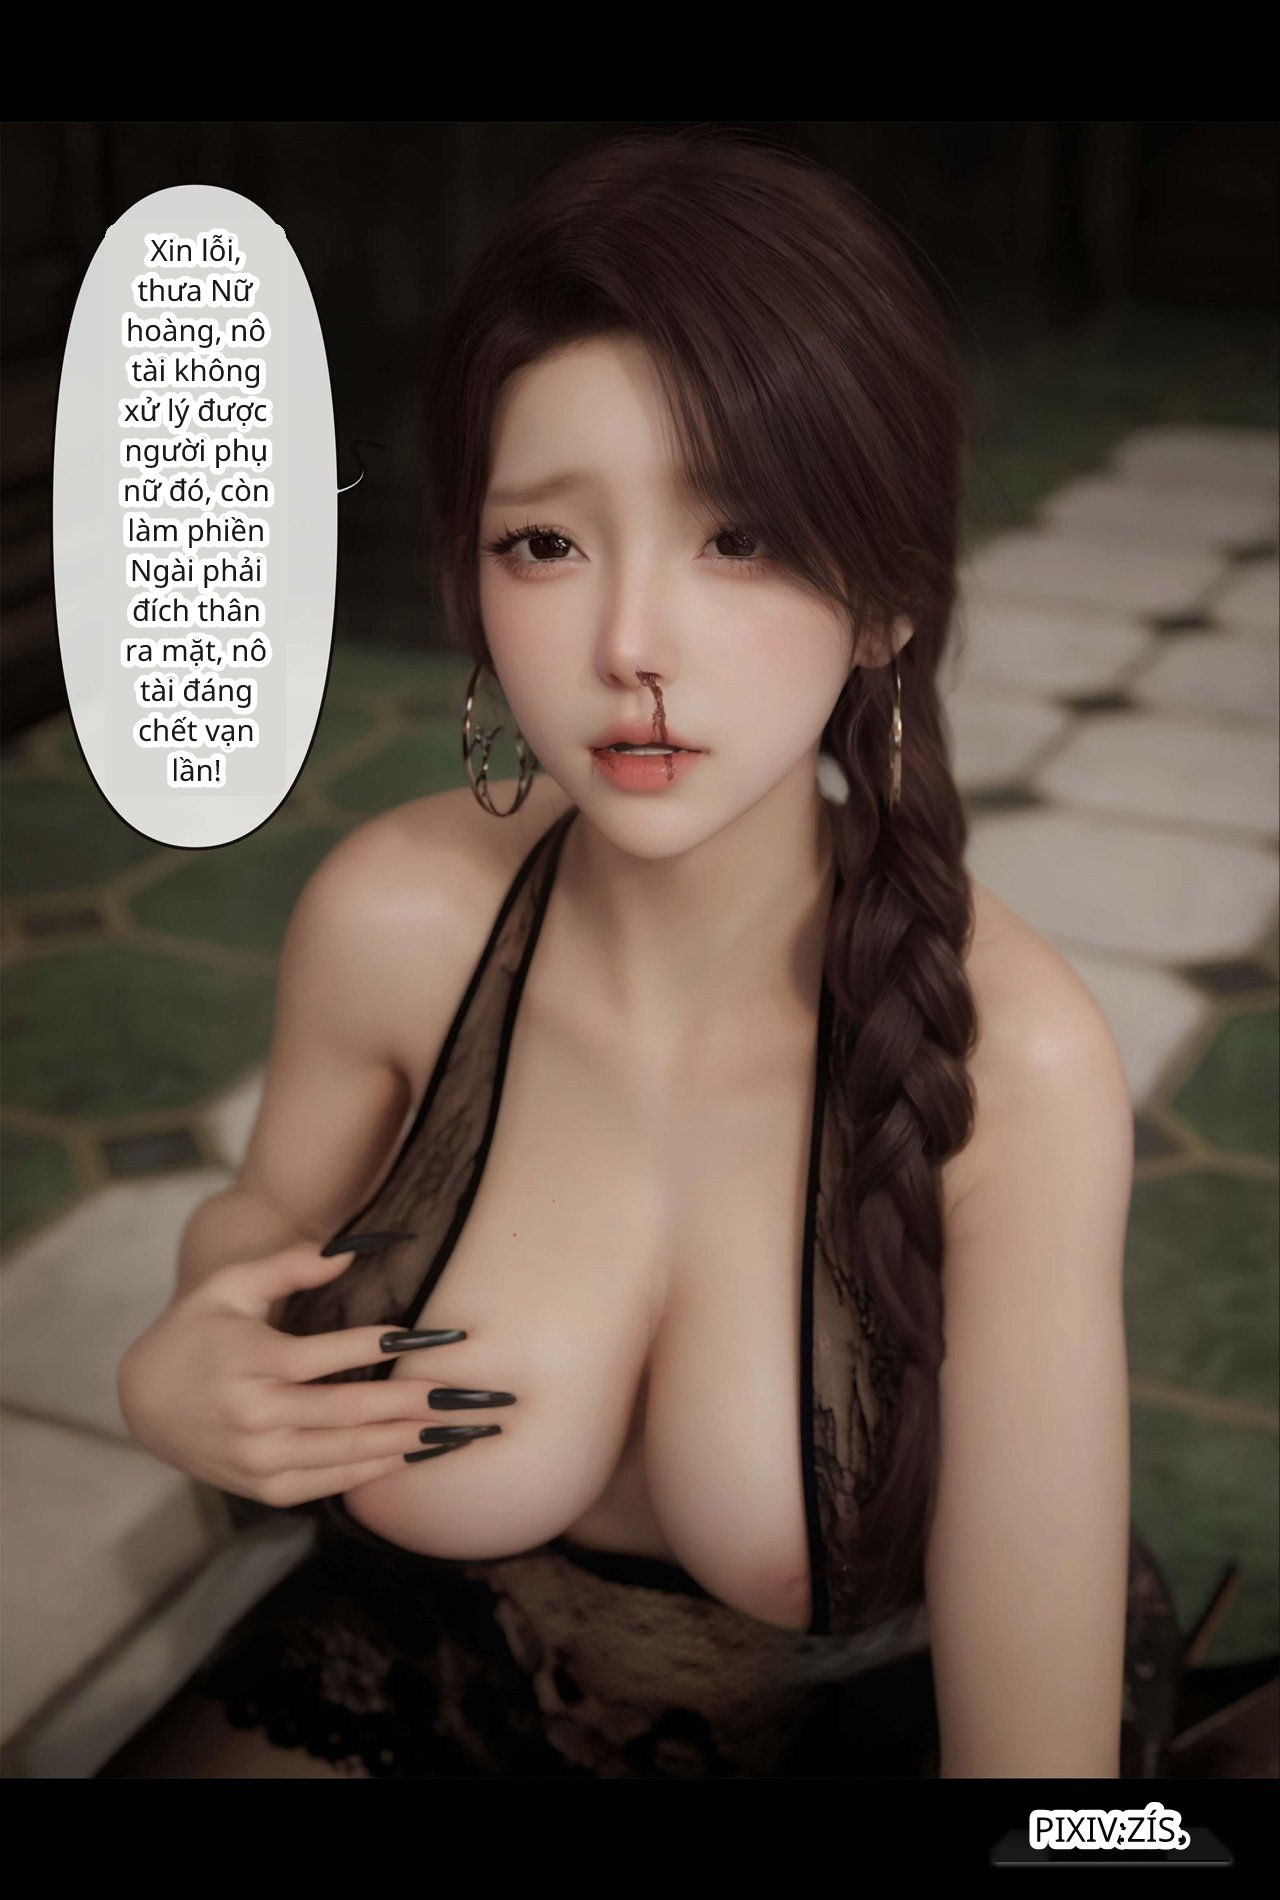 Xin lỗi,
thưa Nữ
hoàng, nô
tài không
xử lý được
người phụ
nữ đó, còn
làm phiền
Ngài phải
đích thân
ra mặt, nô
tài đáng
chết vạn
lần!
PIXIV:ZÍS.